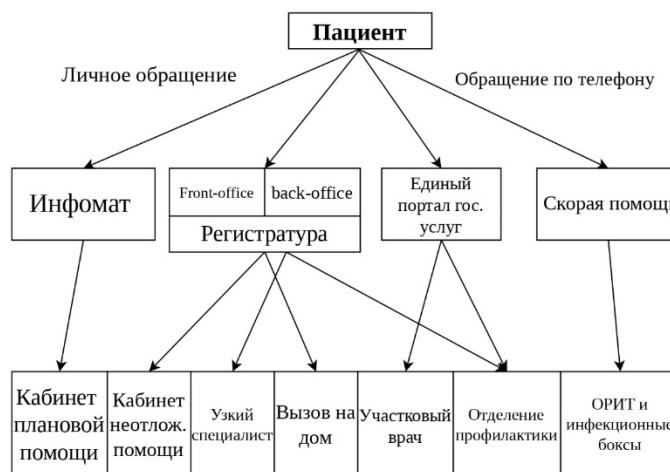 Пациент
Личное обращение
Обращение по телефону
Инфомат
Front-office
back-office
Регистратура
Единый
портал гос.
услуг
Скорая помощь
Кабинет
плановой
помощи
Кабинет
неотлож.
помощи
Узкий
специалист
Вызов на
дом
Участковый
врач
Отделение
профилактики
ОРИТ и
инфекционные
боксы